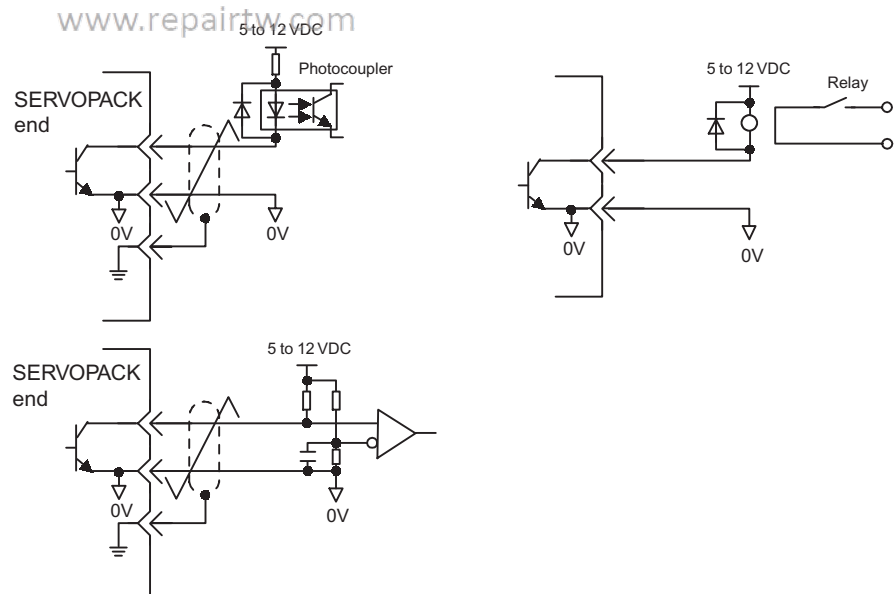 www.repairtw.com
5 to 12 VDC
Photocoupler
SERVOPACK
end
0V
0V
5 to 12 VDC
Relay
0V
0V
SERVOPACK
end
5 to 12 VDC
0V
0V